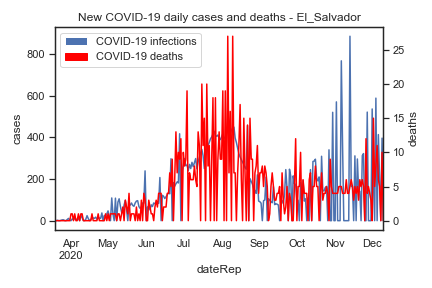 New COVID-19 daily cases and deaths - El_Salvador
COVID-19 infections
COVID-19 deaths
800
600
400
200
0
cases
25
20
15
10
5
0
deaths
Apr May Jun Jul Aug Sep Oct Nov Dec
2020
dateRep